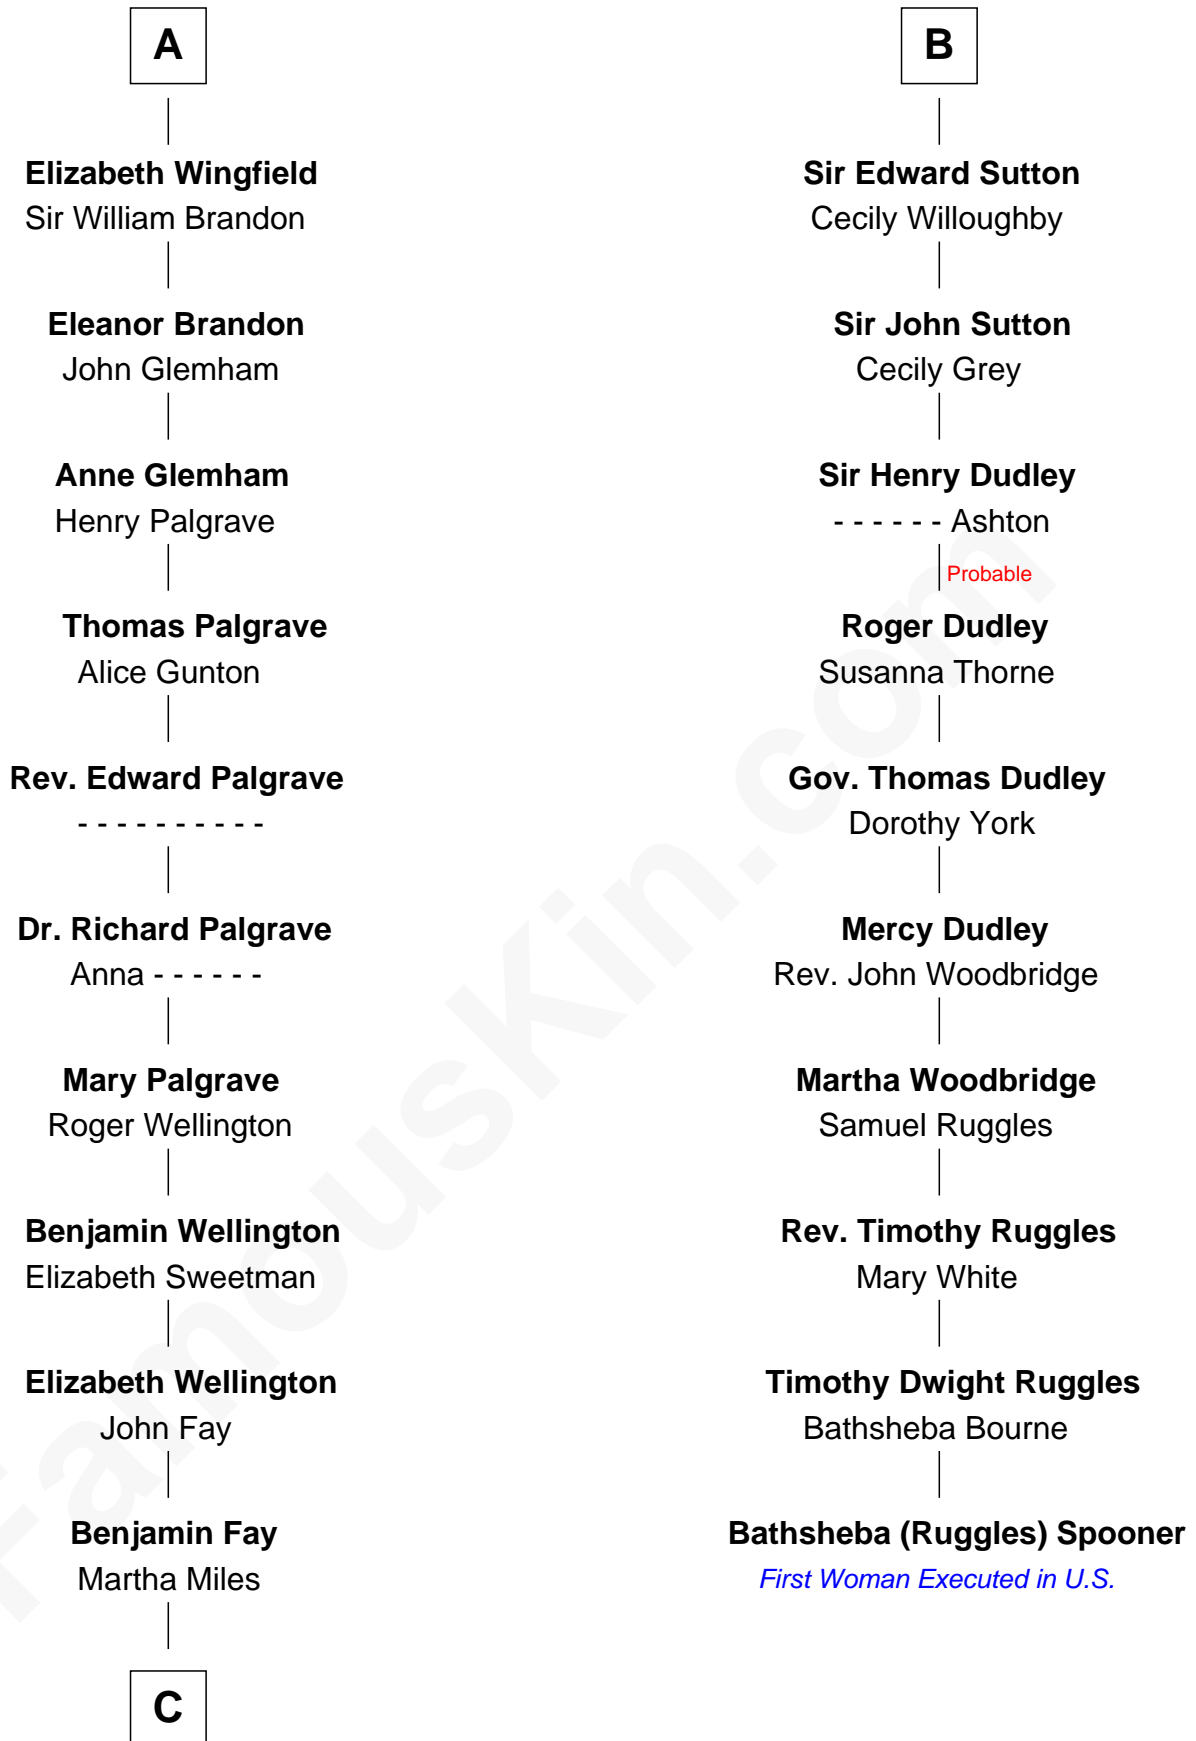 A
Elizabeth Wingfield
Sir William Brandon
Eleanor Brandon
John Glemham
Anne Glemham
Henry Palgrave
Thomas Palgrave
Alice Gunton
Rev. Edward Palgrave
- - - - - - - - - -
Dr. Richard Palgrave
Anna - - - - - -
Mary Palgrave
Roger Wellington
Benjamin Wellington
Elizabeth Sweetman
Elizabeth Wellington
John Fay
Benjamin Fay
Martha Miles
C
B
Sir Edward Sutton
Cecily Willoughby
Sir John Sutton
Cecily Grey
Sir Henry Dudley
- - - - - - Ashton
Probable
Roger Dudley
Susanna Thorne
Gov. Thomas Dudley
Dorothy York
Mercy Dudley
Rev. John Woodbridge
Martha Woodbridge
Samuel Ruggles
Rev. Timothy Ruggles
Mary White
Timothy Dwight Ruggles
Bathsheba Bourne
Bathsheba (Ruggles) Spooner
First Woman Executed in U.S.
FamousKin.com